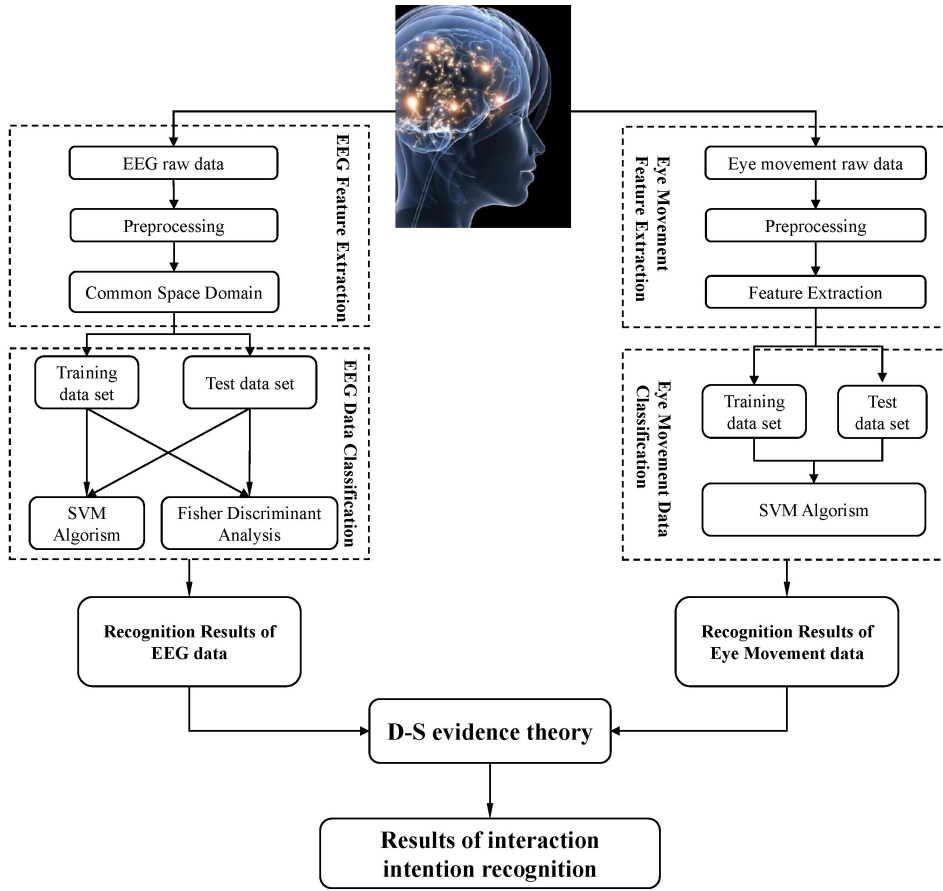 EEG raw data
Preprocessing
Common Space Domain
EEG Feature Extraction
Training
data set
Test data set
SVM
Algorism
Fisher Discriminant
Analysis
EEG Data Classification
Recognition Results of
EEG data
Eye Movement
Feature Extraction
Eye movement raw data
Preprocessing
Feature Extraction
Eye Movement Data
Classification
Training
data set
Test
data set
SVM Algorism
Recognition Results of
Eye Movement data
D-S evidence theory
Results of interaction
intention recognition